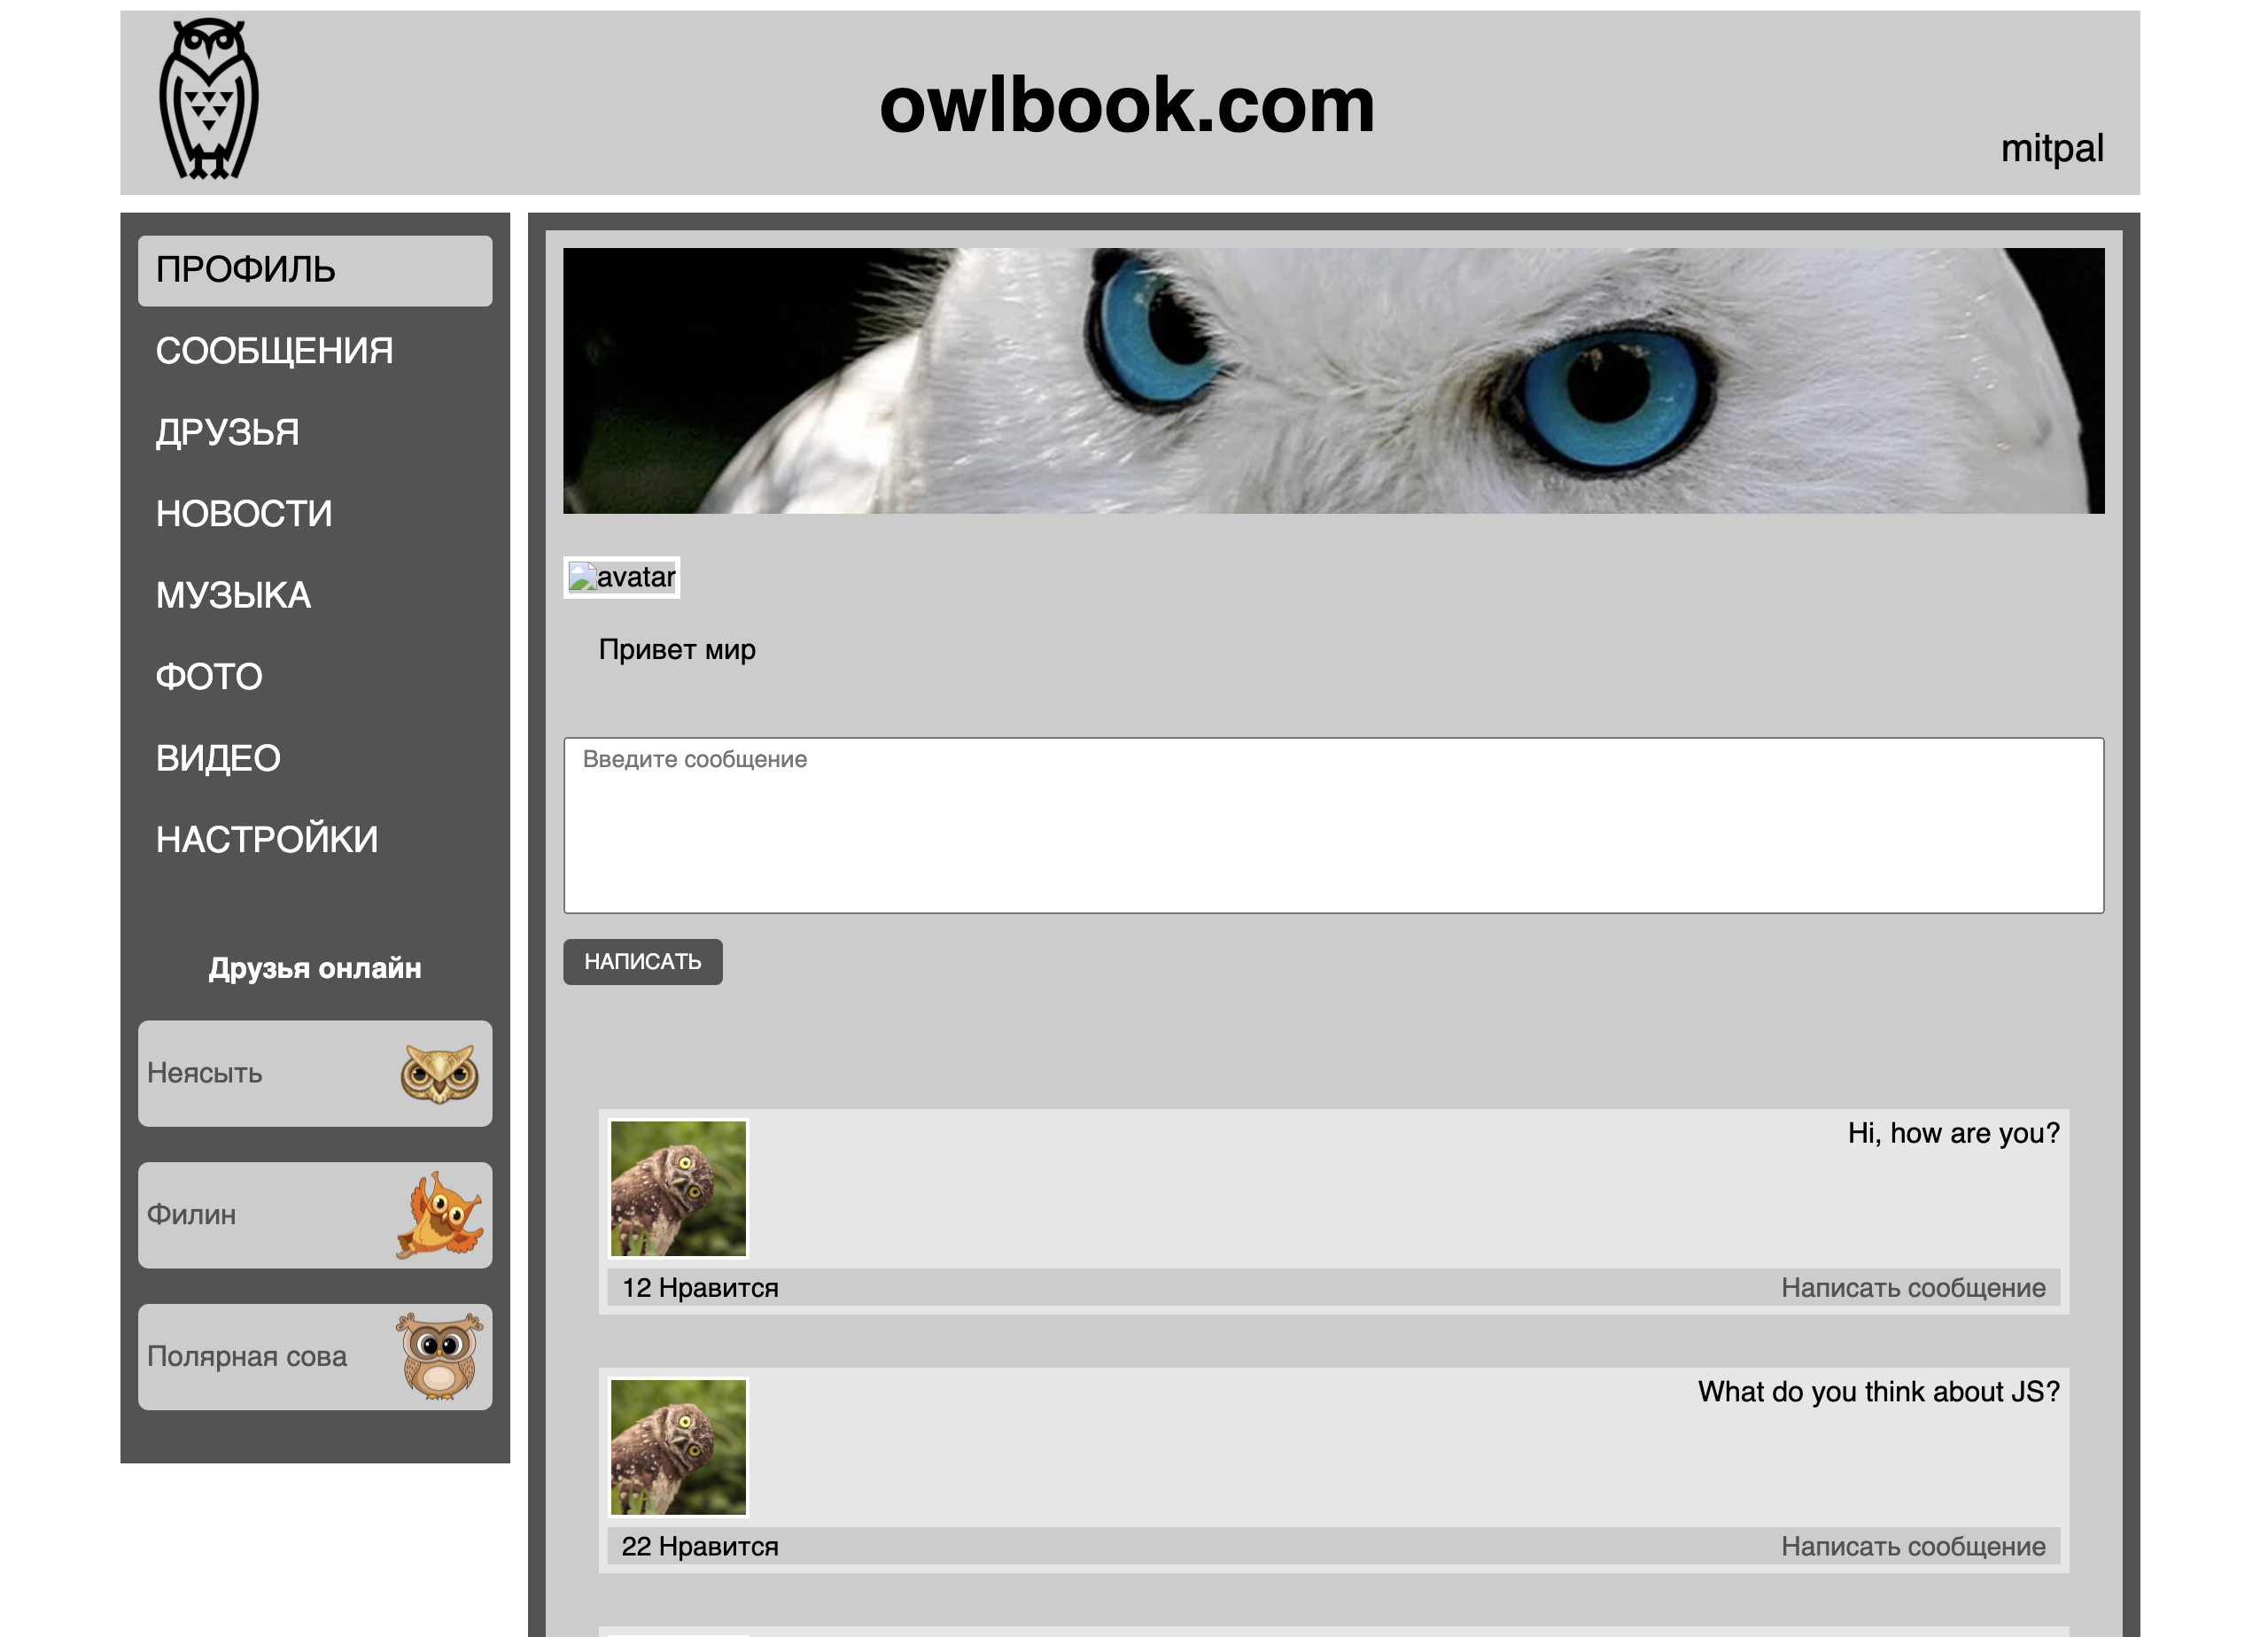 owlbook.com
mitpal
ПРОФИЛЬ
СООБЩЕНИЯ
ДРУЗЬЯ
НОВОСТИ
МУЗЫКА
ФОТО
ВИДЕО
НАСТРОЙКИ
Друзья онлайн
Неясыть
Филин
Полярная сова
avatar
Привет мир
Введите сообщение
НАПИСАТЬ
Hi, how are you?
12 Нравится
Написать сообщение
What do you think about JS?
22 Нравится
Написать сообщение